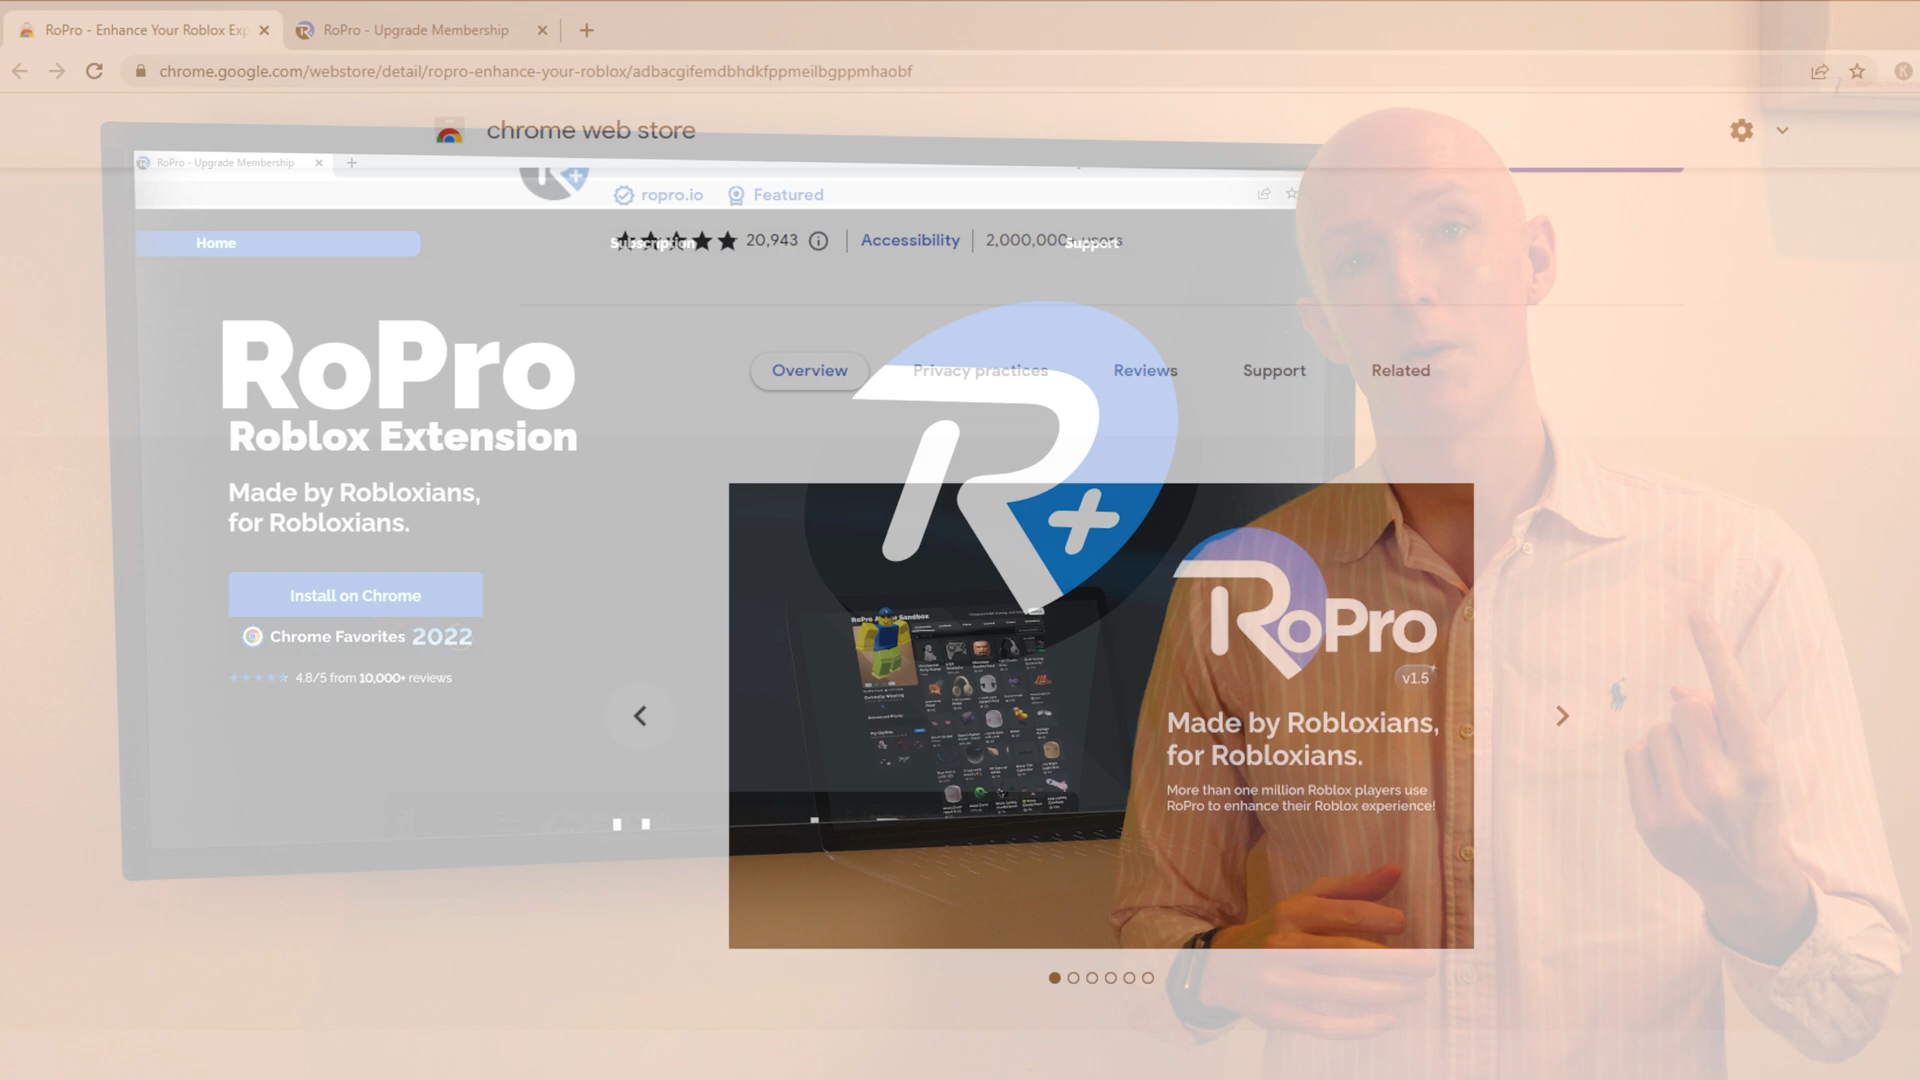 RoPro - Enhance Your Roblox Exp
RoPro - Upgrade Membership
chrome.google.com/webstore/detail/ropro-enhance-your-roblox/adbacgifemdbhdkfppmeilbgppmhaobf
K
chrome web store
RoPro - Upgrade Membership
ropro.io
Featured
Home
Subscription
20,943
Accessibility
2,000,000 users
Support
RoPro
Roblox Extension
Made by Robloxians,
for Robloxians.
Install on Chrome
Chrome Favorites 2022
4.8/5 from 10,000+ reviews
Overview
Privacy practices
Reviews
Support
Related
R+
RoPro
v1.5
Made by Robloxians,
for Robloxians.
More than one million Roblox players use
RoPro to enhance their Roblox experience!